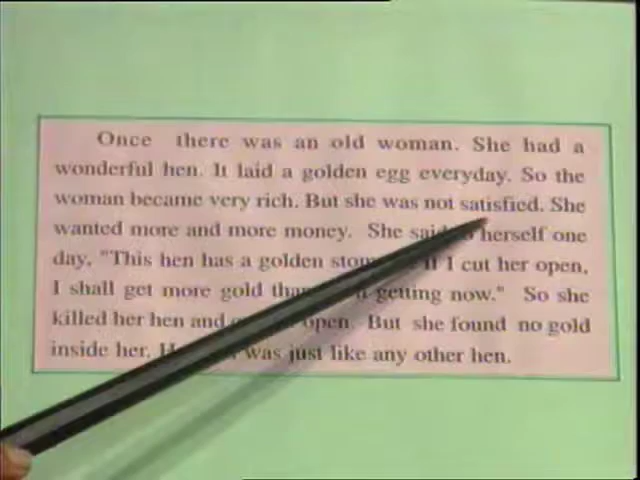 Once there was an old woman. She had a
wonderful hen. It laid a golden egg everyday. So the
woman became very rich. But she was not satisfied. She
wanted more and more money. She said herself one
day, "This hen has a golden I cut her open,
I shall get more gold getting now." So she
killed her hen and open. But she found no gold
inside her. was just like any other hen.